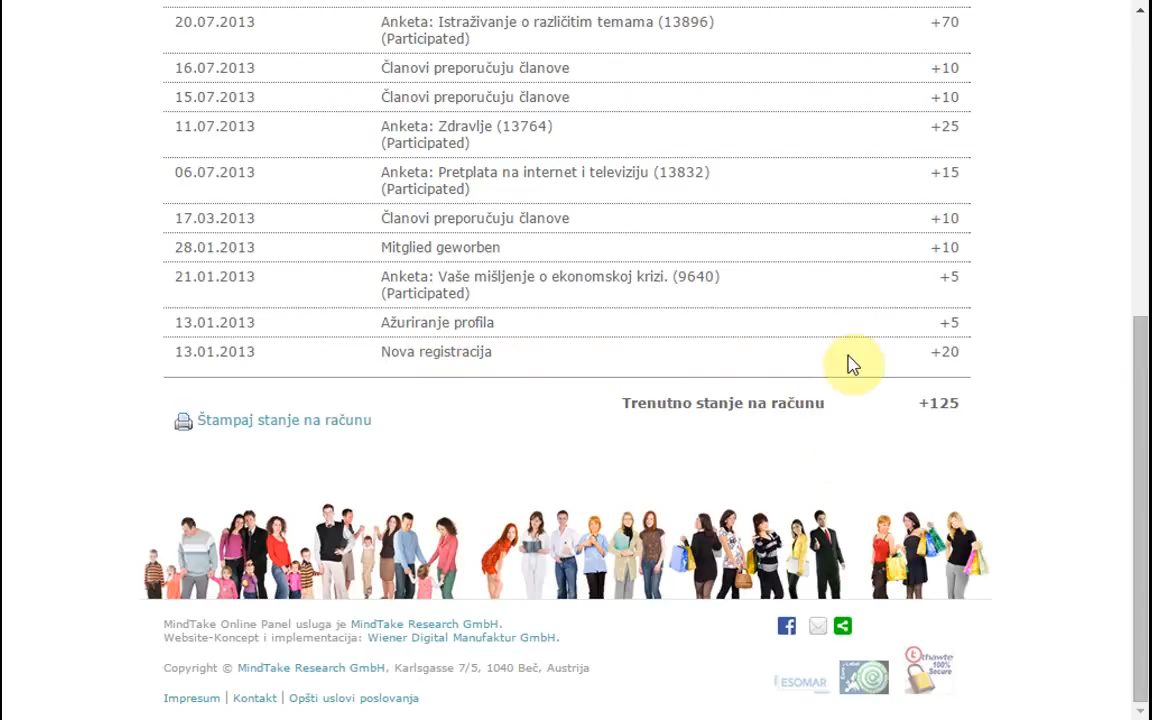 20.07.2013 Anketa: Istraživanje o različitim temama (13896) +70
(Participated)
16.07.2013 Članovi preporučuju članove +10
15.07.2013 Članovi preporučuju članove +10
11.07.2013 Anketa: Zdravlje (13764) +25
(Participated)
06.07.2013 Anketa: Pretplata na internet i televiziju (13832) +15
(Participated)
17.03.2013 Članovi preporučuju članove +10
28.01.2013 Mitglied geworben +10
21.01.2013 Anketa: Vaše mišljenje o ekonomskoj krizi. (9640) +5
(Participated)
13.01.2013 Ažuriranje profila +5
13.01.2013 Nova registracija +20
Trenutno stanje na računu +125
Štampaj stanje na računu
MindTake Online Panel usluga je MindTake Research GmbH.
Website-Koncept i implementacija: Wiener Digital Manufaktur GmbH.
Copyright © MindTake Research GmbH, Karlsgasse 7/5, 1040 Beč, Austrija
Impresum | Kontakt | Opšti uslovi poslovanja
ESOMAR
thawte
100%
Secure